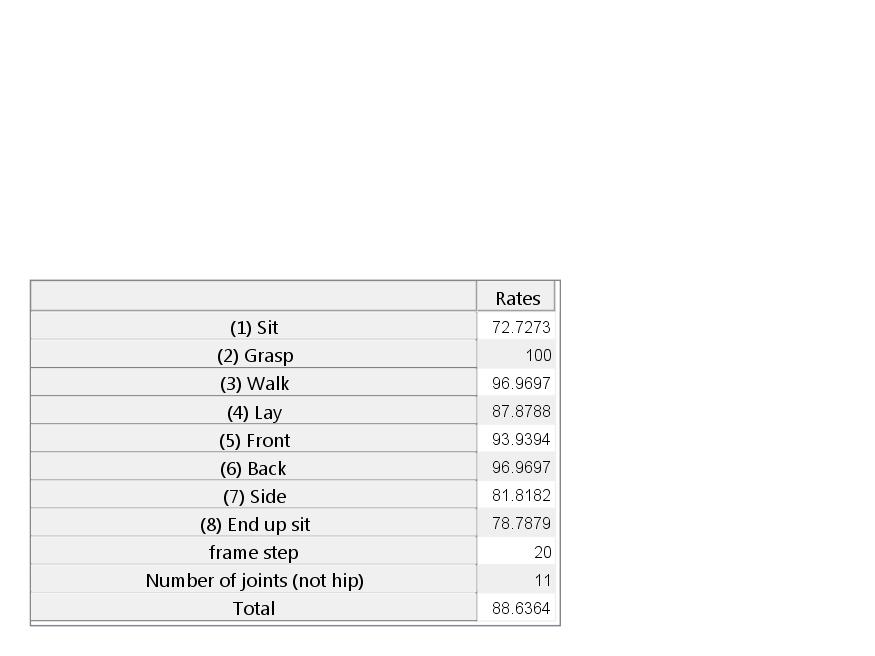 Rates
(1) Sit 72.7273
(2) Grasp 100
(3) Walk 96.9697
(4) Lay 87.8788
(5) Front 93.9394
(6) Back 96.9697
(7) Side 81.8182
(8) End up sit 78.7879
frame step 20
Number of joints (not hip) 11
Total 88.6364